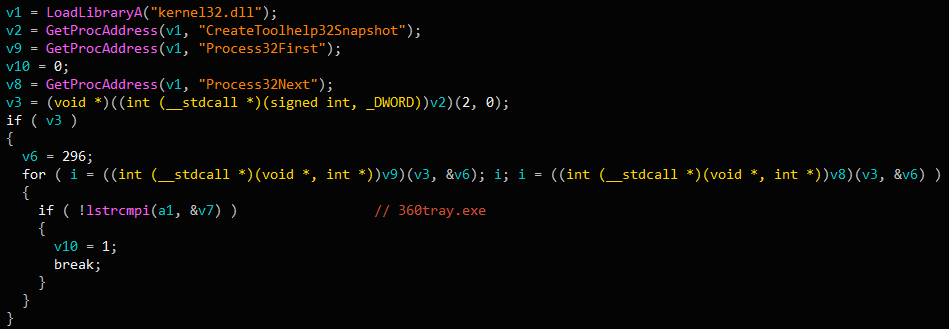 v1 = LoadLibraryA("kernel32.dll");
v2 = GetProcAddress(v1, "CreateToolhelp32Snapshot");
v9 = GetProcAddress(v1, "Process32First");
v10 = 0;
v8 = GetProcAddress(v1, "Process32Next");
v3 = (void *)((int (__stdcall *)(signed int, _DWORD))v2)(2, 0);
if ( v3 )
{
  v6 = 296;
  for ( i = ((int (__stdcall *)(void *, int *))v9)(v3, &v6); i; i = ((int (__stdcall *)(void *, int *))v8)(v3, &v6) )
  {
    if ( !lstrcmpi(a1, &v7) )                 // 360tray.exe
    {
      v10 = 1;
      break;
    }
  }
}